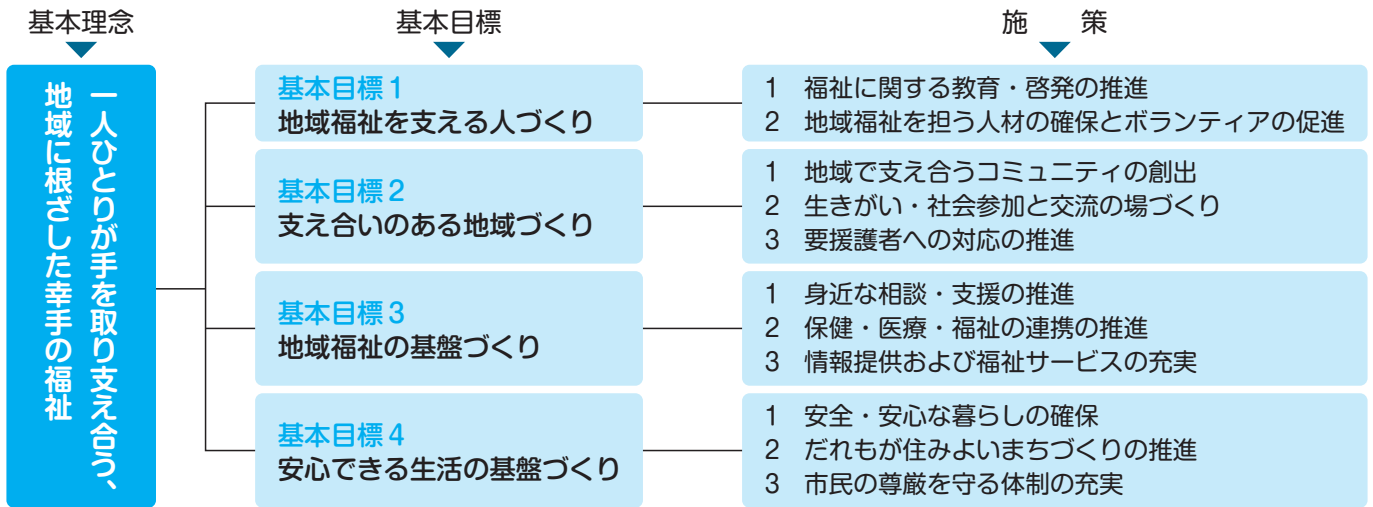 基本理念
一人ひとりが手を取り支え合う、
地域に根ざした幸手の福祉
基本目標
基本目標1
地域福祉を支える人づくり
基本目標2
支え合いのある地域づくり
基本目標3
地域福祉の基盤づくり
基本目標4
安心できる生活の基盤づくり
施　策
1　福祉に関する教育・啓発の推進
2　地域福祉を担う人材の確保とボランティアの促進
1　地域で支え合うコミュニティの創出
2　生きがい・社会参加と交流の場づくり
3　要援護者への対応の推進
1　身近な相談・支援の推進
2　保健・医療・福祉の連携の推進
3　情報提供および福祉サービスの充実
1　安全・安心な暮らしの確保
2　だれもが住みよいまちづくりの推進
3　市民の尊厳を守る体制の充実